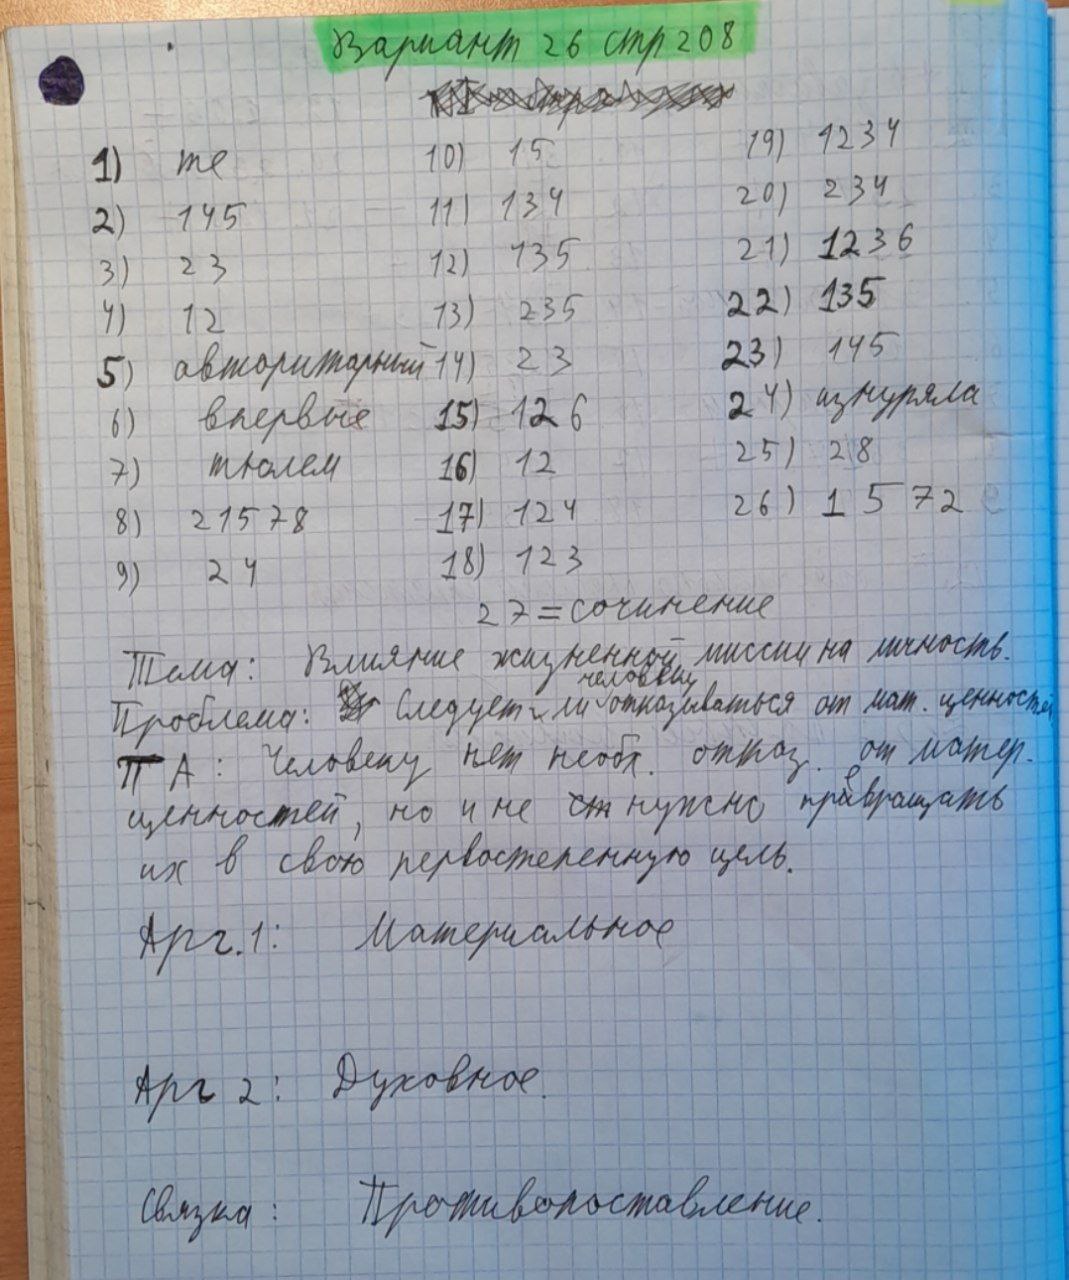 Вариант 26 стр 208
1) те
2) 145
3) 23
4) 12
5) авторитарный
6) впервые
7) тюлем
8) 21578
9) 24
10) 15
11) 134
12) 135
13) 235
14) 23
15) 126
16) 12
17) 124
18) 123
19) 1234
20) 234
21) 1236
22) 135
23) 145
24) изнуряла
25) 28
26) 1572
27 = сочинение
Тема: Влияние жизненной миссии на личность.
Проблема: Следует ли человеку отказываться от мат. ценностей
П А: Человеку нет необх. отказ. от матер.
ценностей, но и не нужно превращать
их в свою первостепенную цель.
Арг. 1: Материальное
Арг 2: Духовное.
Связка: Противопоставление.